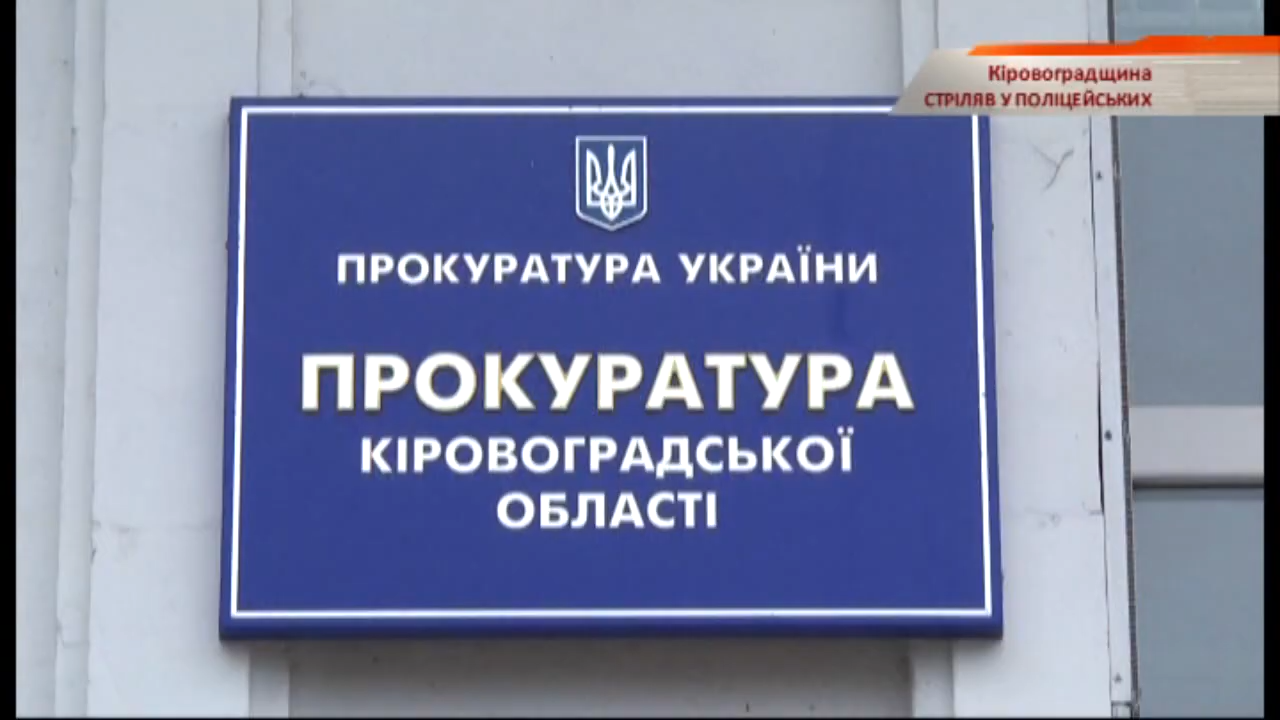 Кіровоградщина
СТРІЛЯВ У ПОЛІЦЕЙСЬКИХ
ПРОКУРАТУРА УКРАЇНИ
ПРОКУРАТУРА
КІРОВОГРАДСЬКОЇ
ОБЛАСТІ